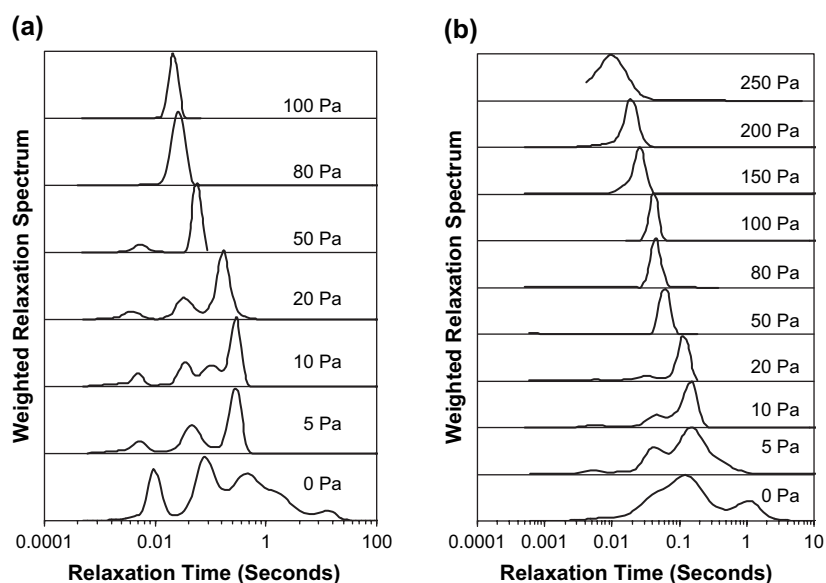 (a)
Weighted Relaxation Spectrum
100 Pa
80 Pa
50 Pa
20 Pa
10 Pa
5 Pa
0 Pa
0.0001 0.01 1 100
Relaxation Time (Seconds)
(b)
Weighted Relaxation Spectrum
250 Pa
200 Pa
150 Pa
100 Pa
80 Pa
50 Pa
20 Pa
10 Pa
5 Pa
0 Pa
0.0001 0.001 0.01 0.1 1 10
Relaxation Time (Seconds)